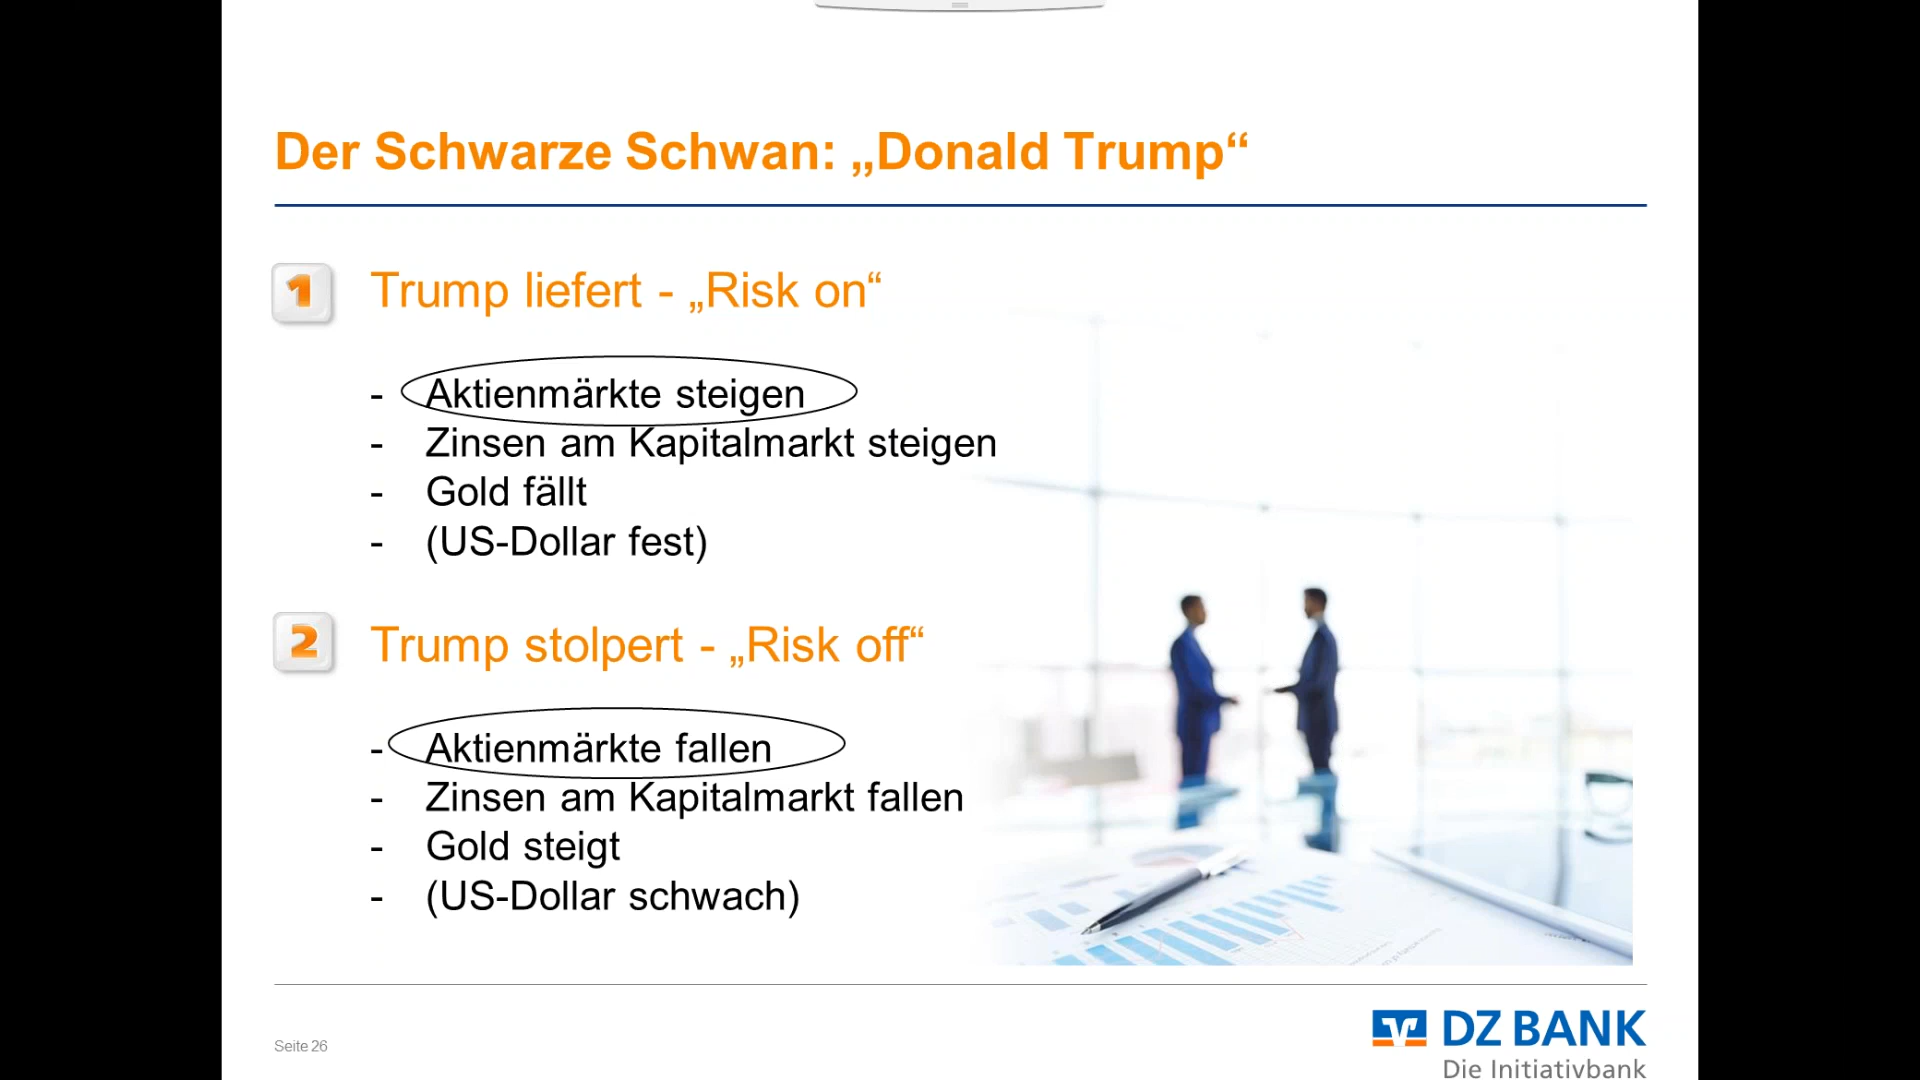 Der Schwarze Schwan: „Donald Trump“
1 Trump liefert - „Risk on“
- Aktienmärkte steigen
- Zinsen am Kapitalmarkt steigen
- Gold fällt
- (US-Dollar fest)
2 Trump stolpert - „Risk off“
- Aktienmärkte fallen
- Zinsen am Kapitalmarkt fallen
- Gold steigt
- (US-Dollar schwach)
Seite 26
DZ BANK
Die Initiativbank